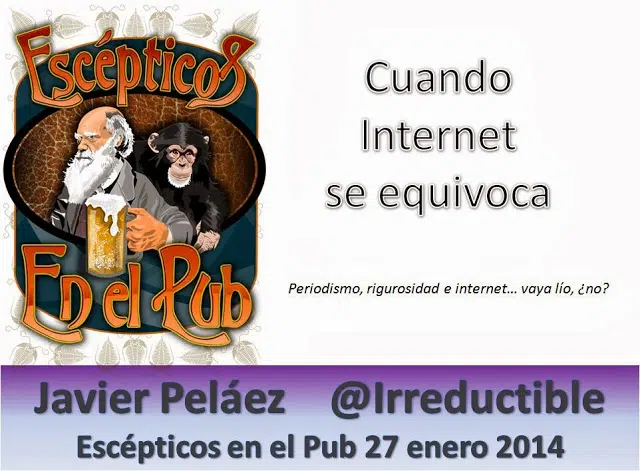 Escépticos
En el Pub
Cuando
Internet
se equivoca
Periodismo, rigurosidad e internet... vaya lío, ¿no?
Javier Peláez @Irreductible
Escépticos en el Pub 27 enero 2014